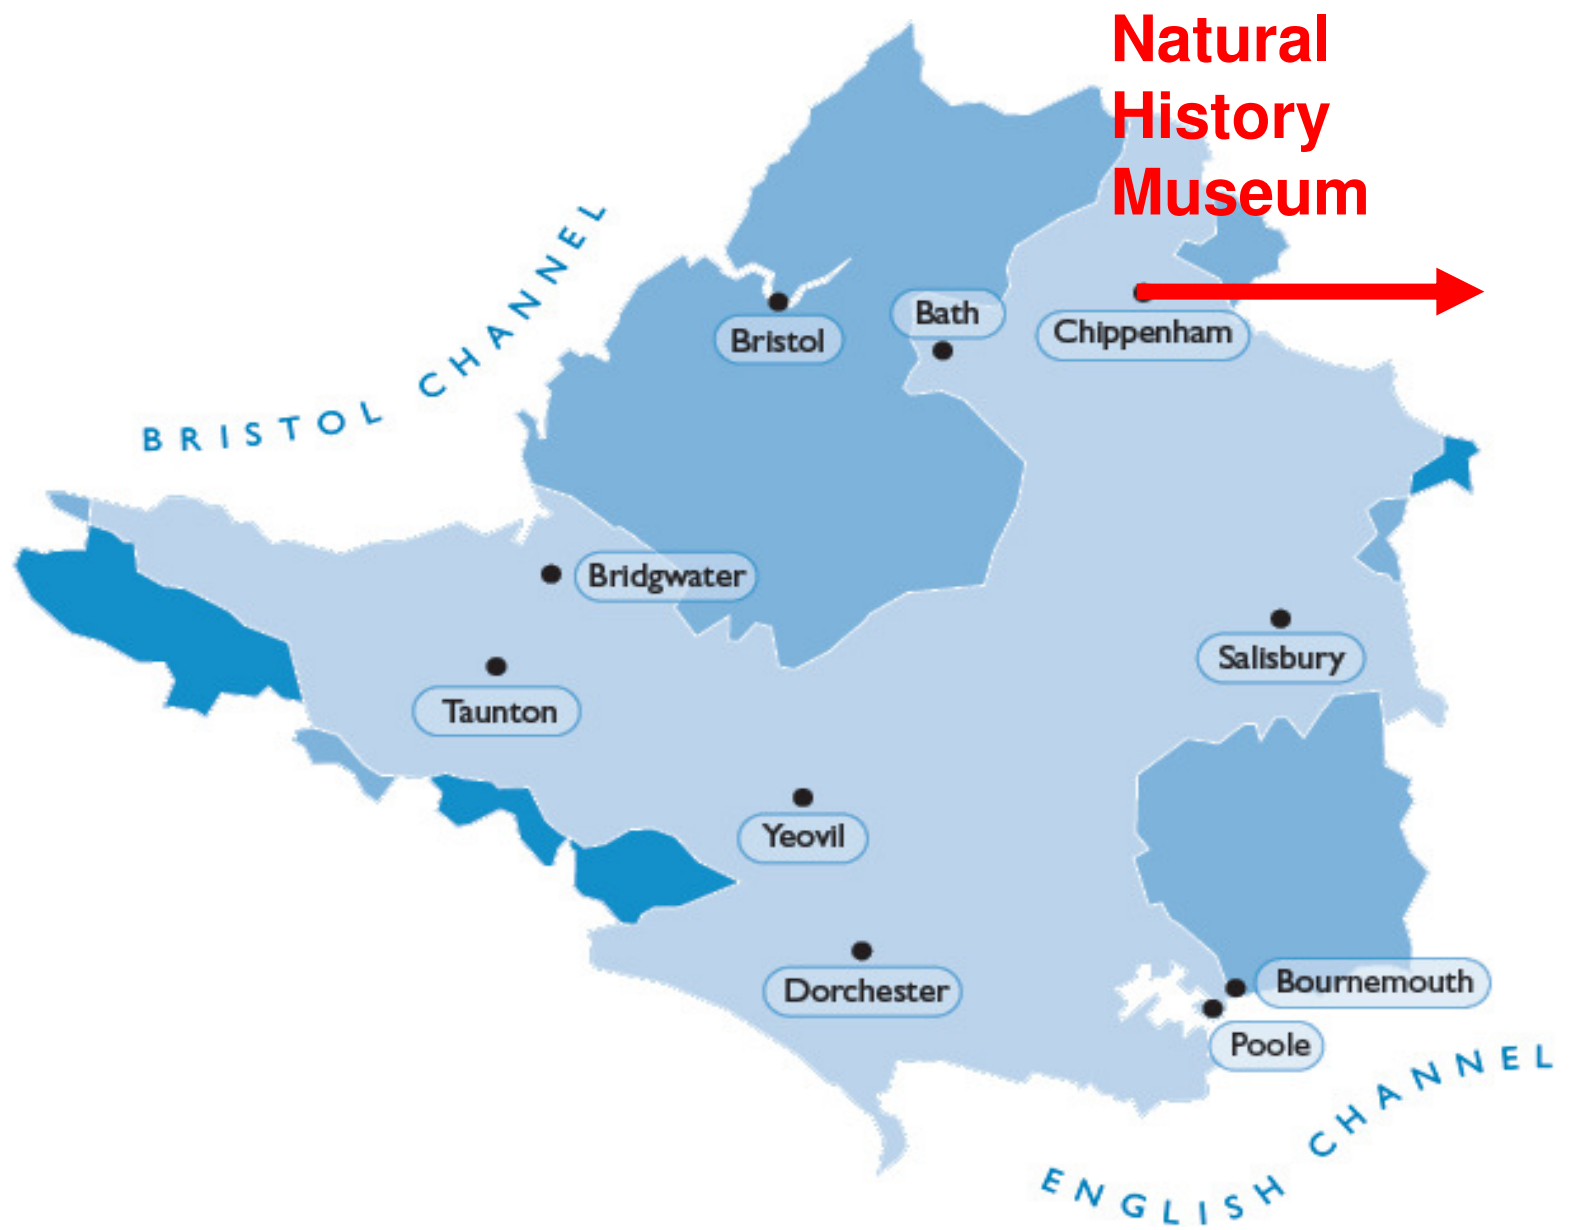 Natural
History
Museum
BRISTOL CHANNEL
Bristol
Bath
Chippenham
Bridgwater
Taunton
Salisbury
Yeovil
Dorchester
Bournemouth
Poole
ENGLISH CHANNEL